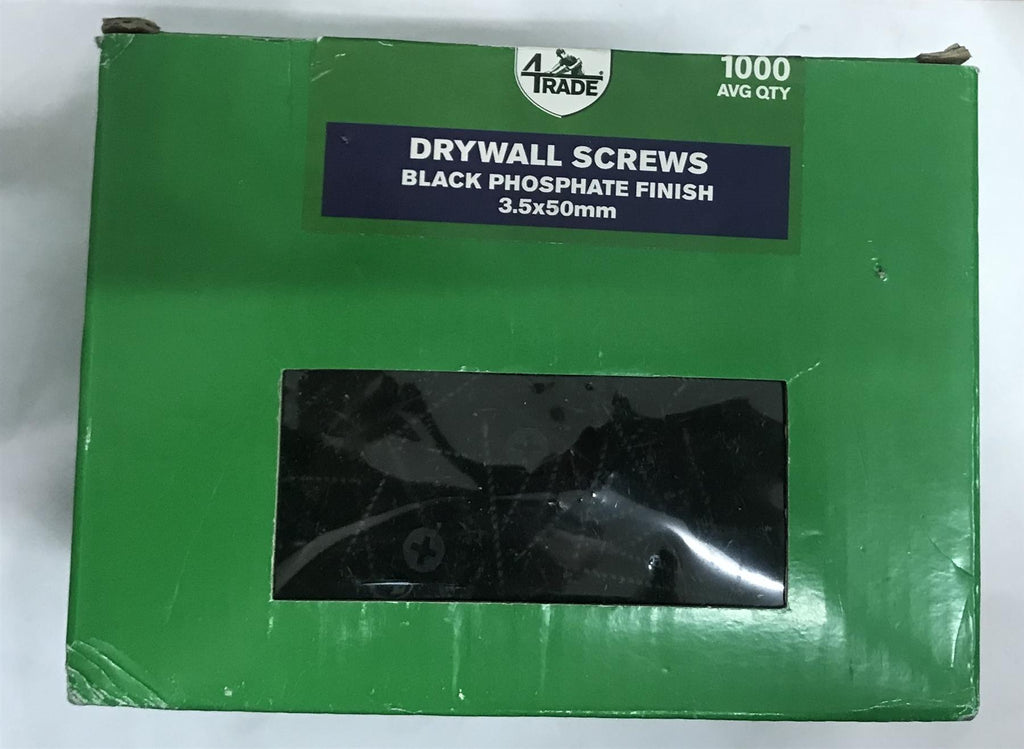 4TRADE
1000
AVG QTY
DRYWALL SCREWS
BLACK PHOSPHATE FINISH
3.5x50mm